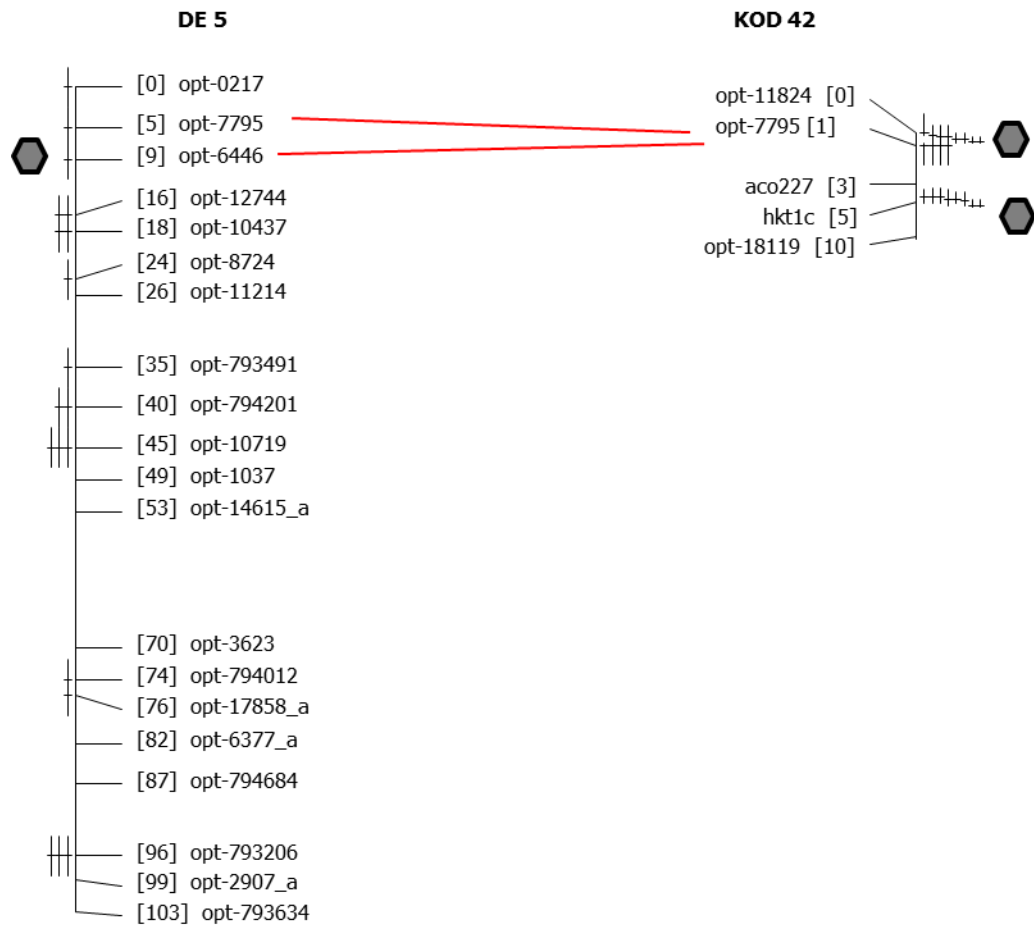 DE 5
[0] opt-0217
[5] opt-7795
[9] opt-6446
[16] opt-12744
[18] opt-10437
[24] opt-8724
[26] opt-11214
[35] opt-793491
[40] opt-794201
[45] opt-10719
[49] opt-1037
[53] opt-14615_a
[70] opt-3623
[74] opt-794012
[76] opt-17858_a
[82] opt-6377_a
[87] opt-794684
[96] opt-793206
[99] opt-2907_a
[103] opt-793634
KOD 42
opt-11824 [0]
opt-7795 [1]
aco227 [3]
hkt1c [5]
opt-18119 [10]